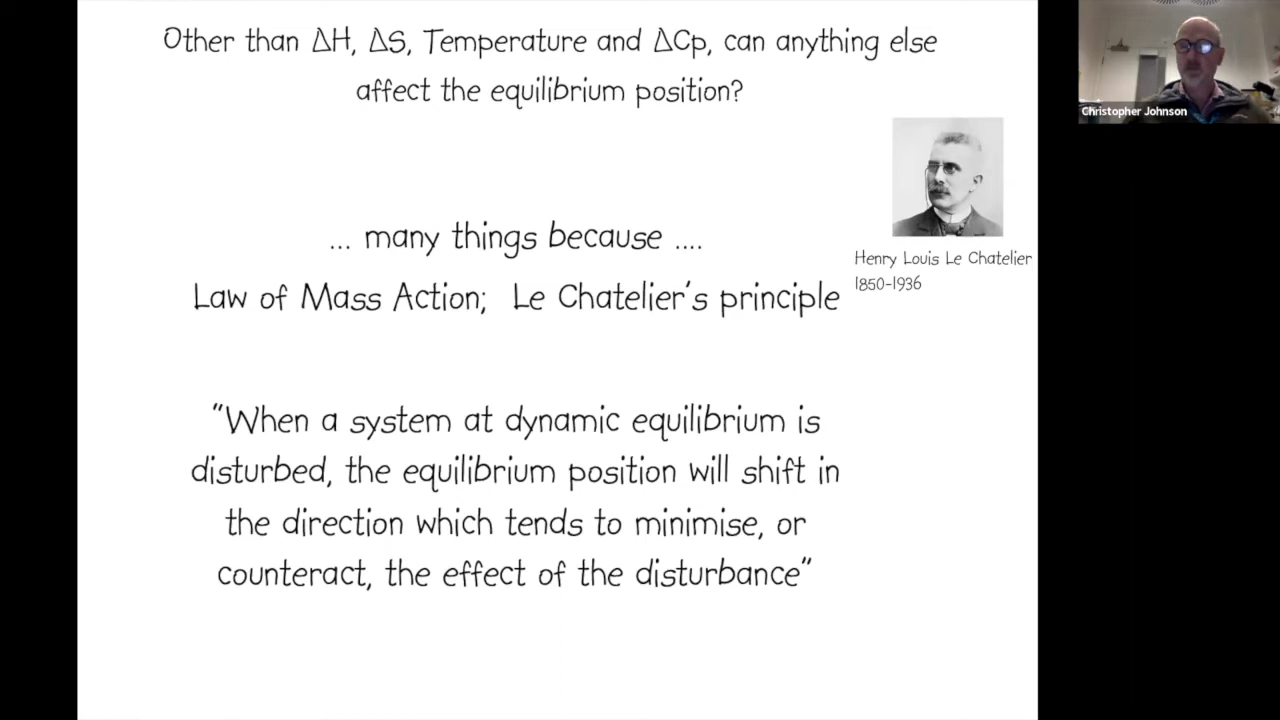 Other than ΔH, ΔS, Temperature and ΔCp, can anything else
affect the equilibrium position?
Christopher Johnson
... many things because ....
Henry Louis Le Chatelier
1850-1936
Law of Mass Action; Le Chatelier's principle
"When a system at dynamic equilibrium is
disturbed, the equilibrium position will shift in
the direction which tends to minimise, or
counteract, the effect of the disturbance"